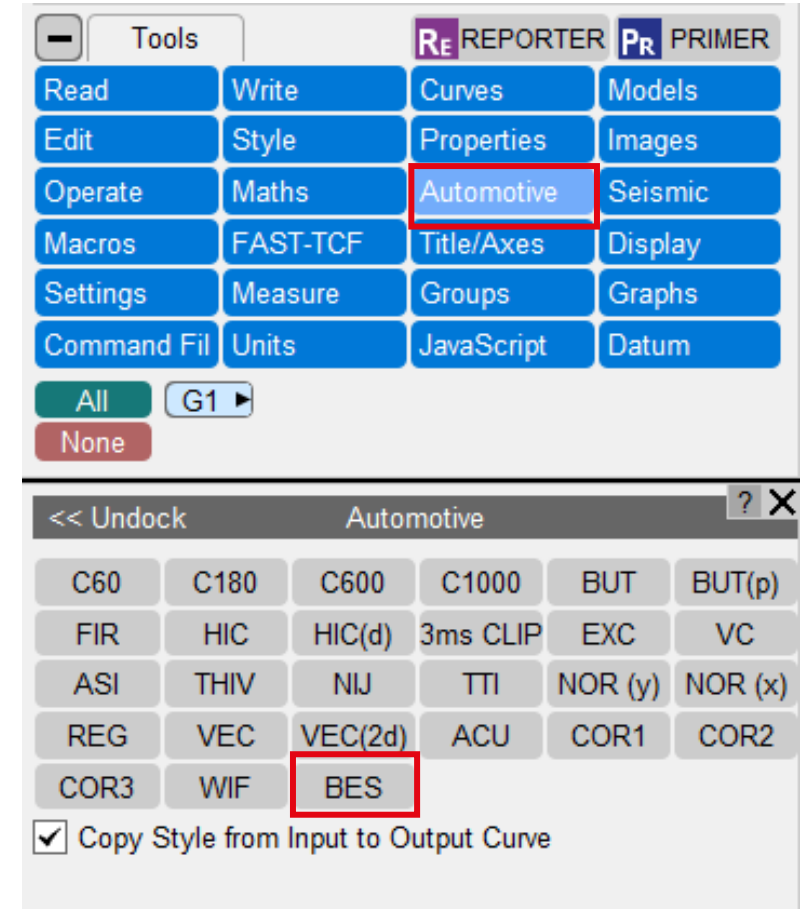 Tools RE REPORTER PR PRIMER
Read Write Curves Models
Edit Style Properties Images
Operate Maths Automotive Seismic
Macros FAST-TCF Title/Axes Display
Settings Measure Groups Graphs
Command Fil Units JavaScript Datum
All G1
None
<< Undock Automotive ? X
C60 C180 C600 C1000 BUT BUT(p)
FIR HIC HIC(d) 3ms CLIP EXC VC
ASI THIV NIJ TTI NOR (y) NOR (x)
REG VEC VEC(2d) ACU COR1 COR2
COR3 WIF BES
Copy Style from Input to Output Curve